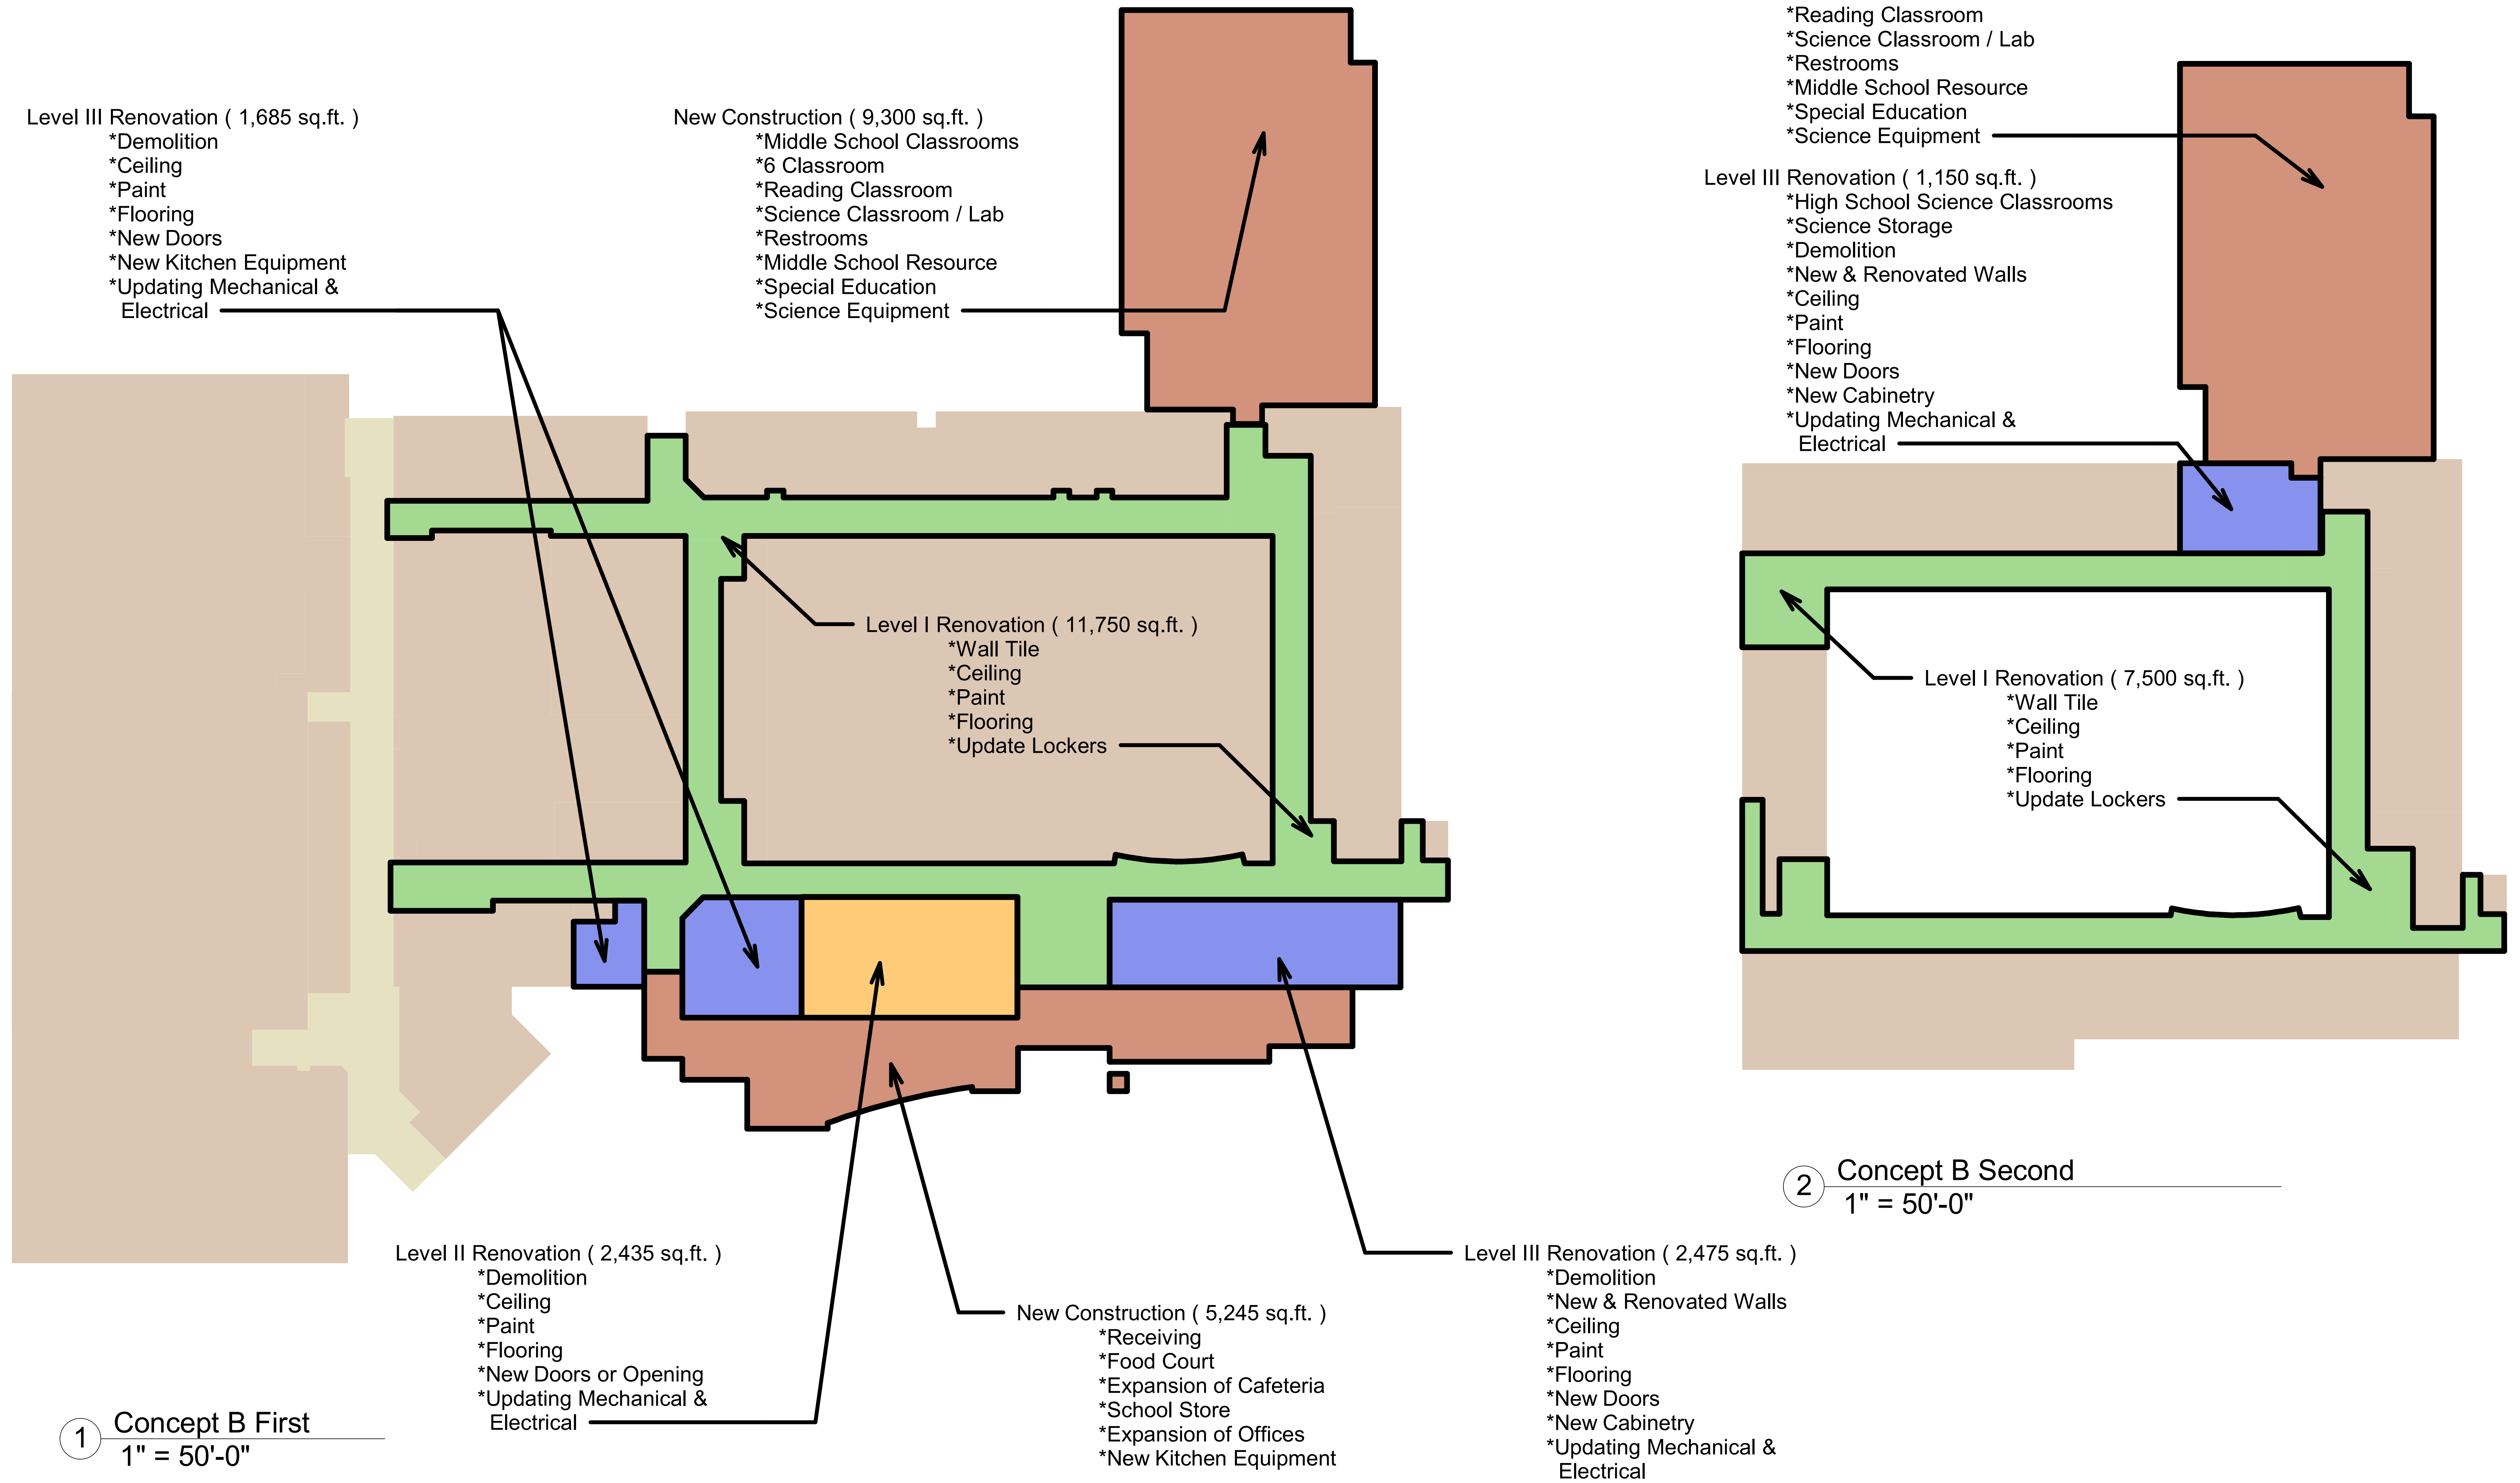 Level III Renovation ( 1,685 sq.ft. )
*Demolition
*Ceiling
*Paint
*Flooring
*New Doors
*New Kitchen Equipment
*Updating Mechanical &
Electrical
New Construction ( 9,300 sq.ft. )
*Middle School Classrooms
*6 Classroom
*Reading Classroom
*Science Classroom / Lab
*Restrooms
*Middle School Resource
*Special Education
*Science Equipment
Level I Renovation ( 11,750 sq.ft. )
*Wall Tile
*Ceiling
*Paint
*Flooring
*Update Lockers
Level II Renovation ( 2,435 sq.ft. )
*Demolition
*Ceiling
*Paint
*Flooring
*New Doors or Opening
*Updating Mechanical &
Electrical
New Construction ( 5,245 sq.ft. )
*Receiving
*Food Court
*Expansion of Cafeteria
*School Store
*Expansion of Offices
*New Kitchen Equipment
Level III Renovation ( 2,475 sq.ft. )
*Demolition
*New & Renovated Walls
*Ceiling
*Paint
*Flooring
*New Doors
*New Cabinetry
*Updating Mechanical &
Electrical
1 Concept B First
1" = 50'-0"
*Reading Classroom
*Science Classroom / Lab
*Restrooms
*Middle School Resource
*Special Education
*Science Equipment
Level III Renovation ( 1,150 sq.ft. )
*High School Science Classrooms
*Science Storage
*Demolition
*New & Renovated Walls
*Ceiling
*Paint
*Flooring
*New Doors
*New Cabinetry
*Updating Mechanical &
Electrical
Level I Renovation ( 7,500 sq.ft. )
*Wall Tile
*Ceiling
*Paint
*Flooring
*Update Lockers
2 Concept B Second
1" = 50'-0"